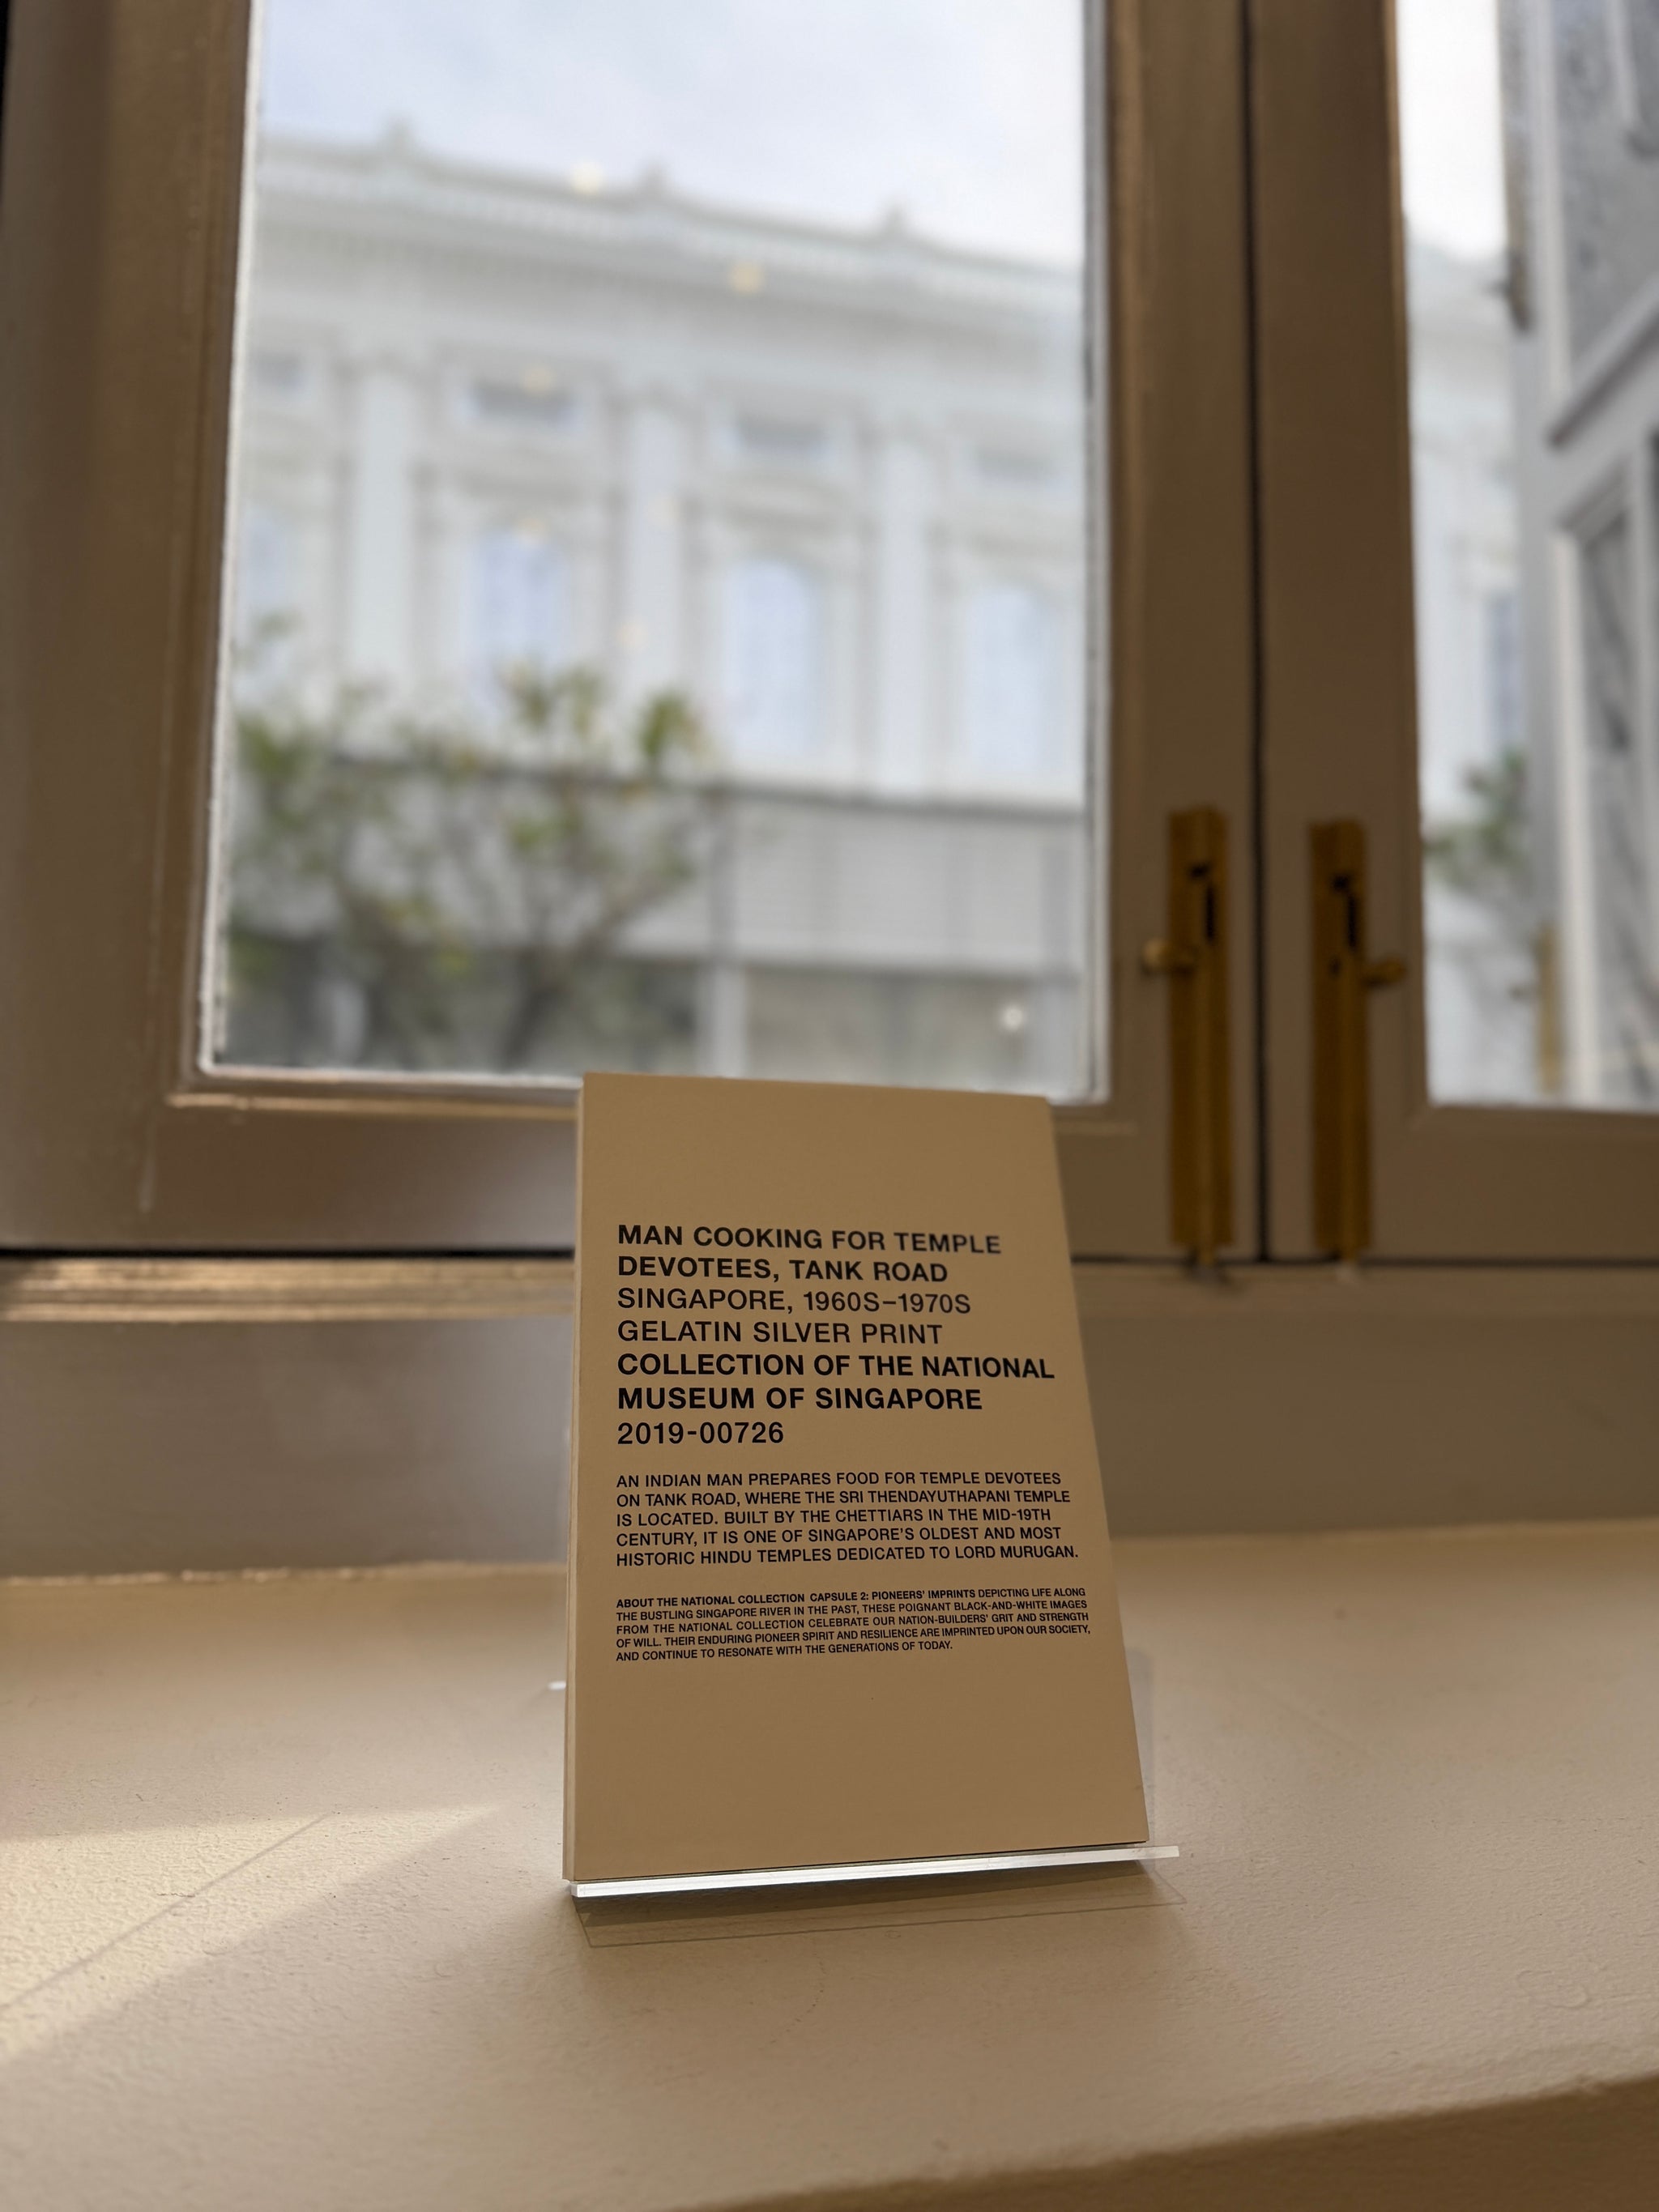 MAN COOKING FOR TEMPLE
DEVOTEES, TANK ROAD
SINGAPORE, 1960S–1970S
GELATIN SILVER PRINT
COLLECTION OF THE NATIONAL
MUSEUM OF SINGAPORE
2019-00726
AN INDIAN MAN PREPARES FOOD FOR TEMPLE DEVOTEES
ON TANK ROAD, WHERE THE SRI THENDAYUTHAPANI TEMPLE
IS LOCATED. BUILT BY THE CHETTIARS IN THE MID-19TH
CENTURY, IT IS ONE OF SINGAPORE'S OLDEST AND MOST
HISTORIC HINDU TEMPLES DEDICATED TO LORD MURUGAN.
ABOUT THE NATIONAL COLLECTION CAPSULE 2: PIONEERS' IMPRINTS DEPICTING LIFE ALONG
THE BUSTLING SINGAPORE RIVER IN THE PAST, THESE POIGNANT BLACK-AND-WHITE IMAGES
FROM THE NATIONAL COLLECTION CELEBRATE OUR NATION-BUILDERS' GRIT AND STRENGTH
OF WILL. THEIR ENDURING PIONEER SPIRIT AND RESILIENCE ARE IMPRINTED UPON OUR SOCIETY,
AND CONTINUE TO RESONATE WITH THE GENERATIONS OF TODAY.